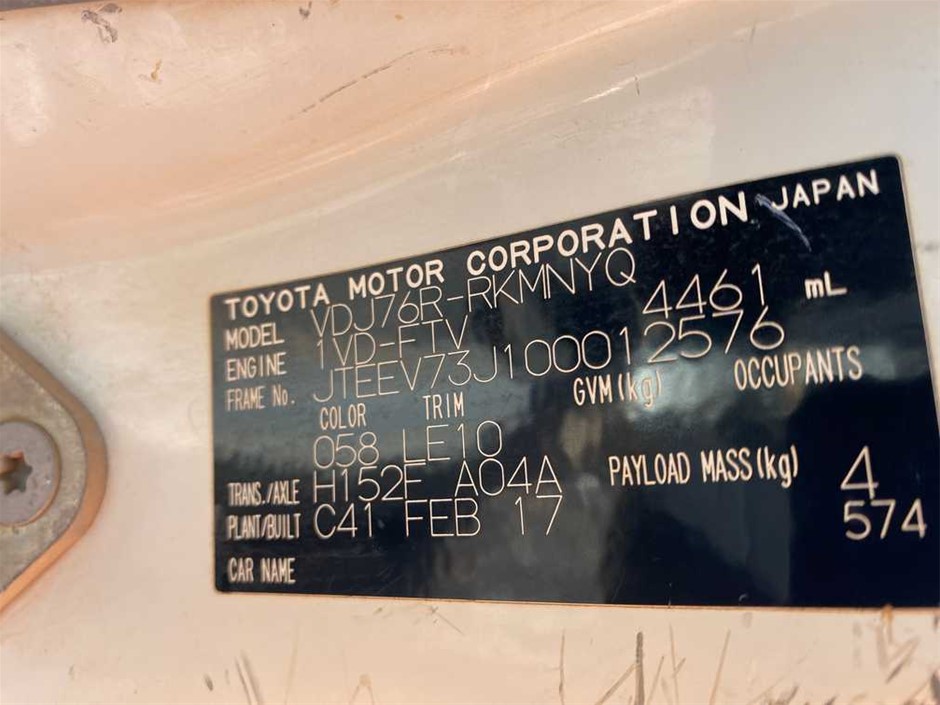 TOYOTA MOTOR CORPORATION JAPAN
MODEL VDJ76R-RKMNYQ
ENGINE 1VD-FTV 4461 mL
FRAME No. JTEEV73J100012576
COLOR TRIM GVM(kg) OCCUPANTS
058 LE10 4
TRANS./AXLE H152F A04A PAYLOAD MASS(kg) 574
PLANT/BUILT C41 FEB 17
CAR NAME